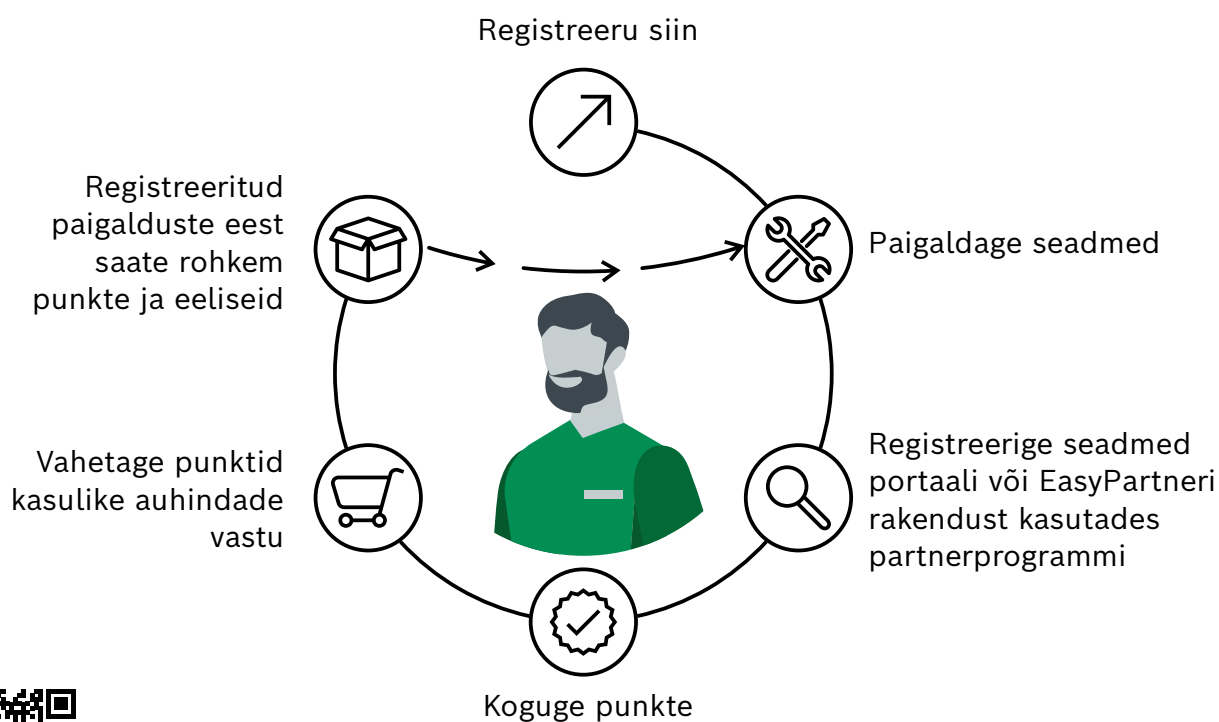 Registreeru siin
Paigaldage seadmed
Registreerige seadmed
portaali või EasyPartneri
rakendust kasutades
partnerprogrammi
Koguge punkte
Vahetage punktid
kasulike auhindade
vastu
Registreeritud
paigalduste eest
saate rohkem
punkte ja eeliseid